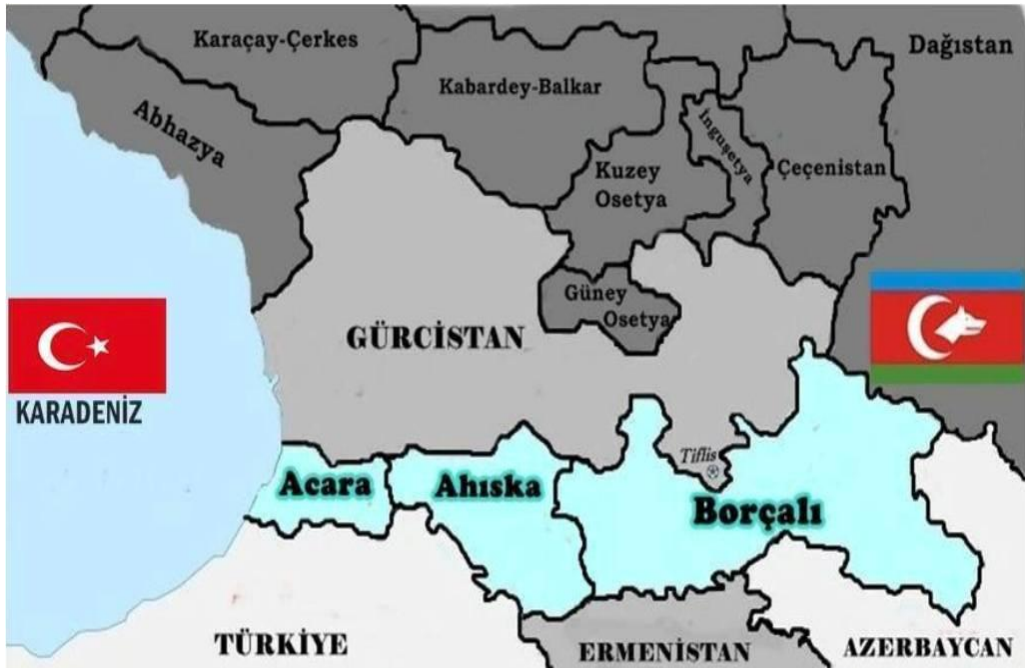 Karaçay-Çerkes
Dağıstan
Kabardey-Balkar
Abhazya
İnguşetya
Çeçenistan
Kuzey
Osetya
Güney
Osetya
GÜRCİSTAN
KARADENİZ
Tiflis
Acara
Ahıska
Borçalı
TÜRKİYE
ERMENİSTAN
AZERBAYCAN